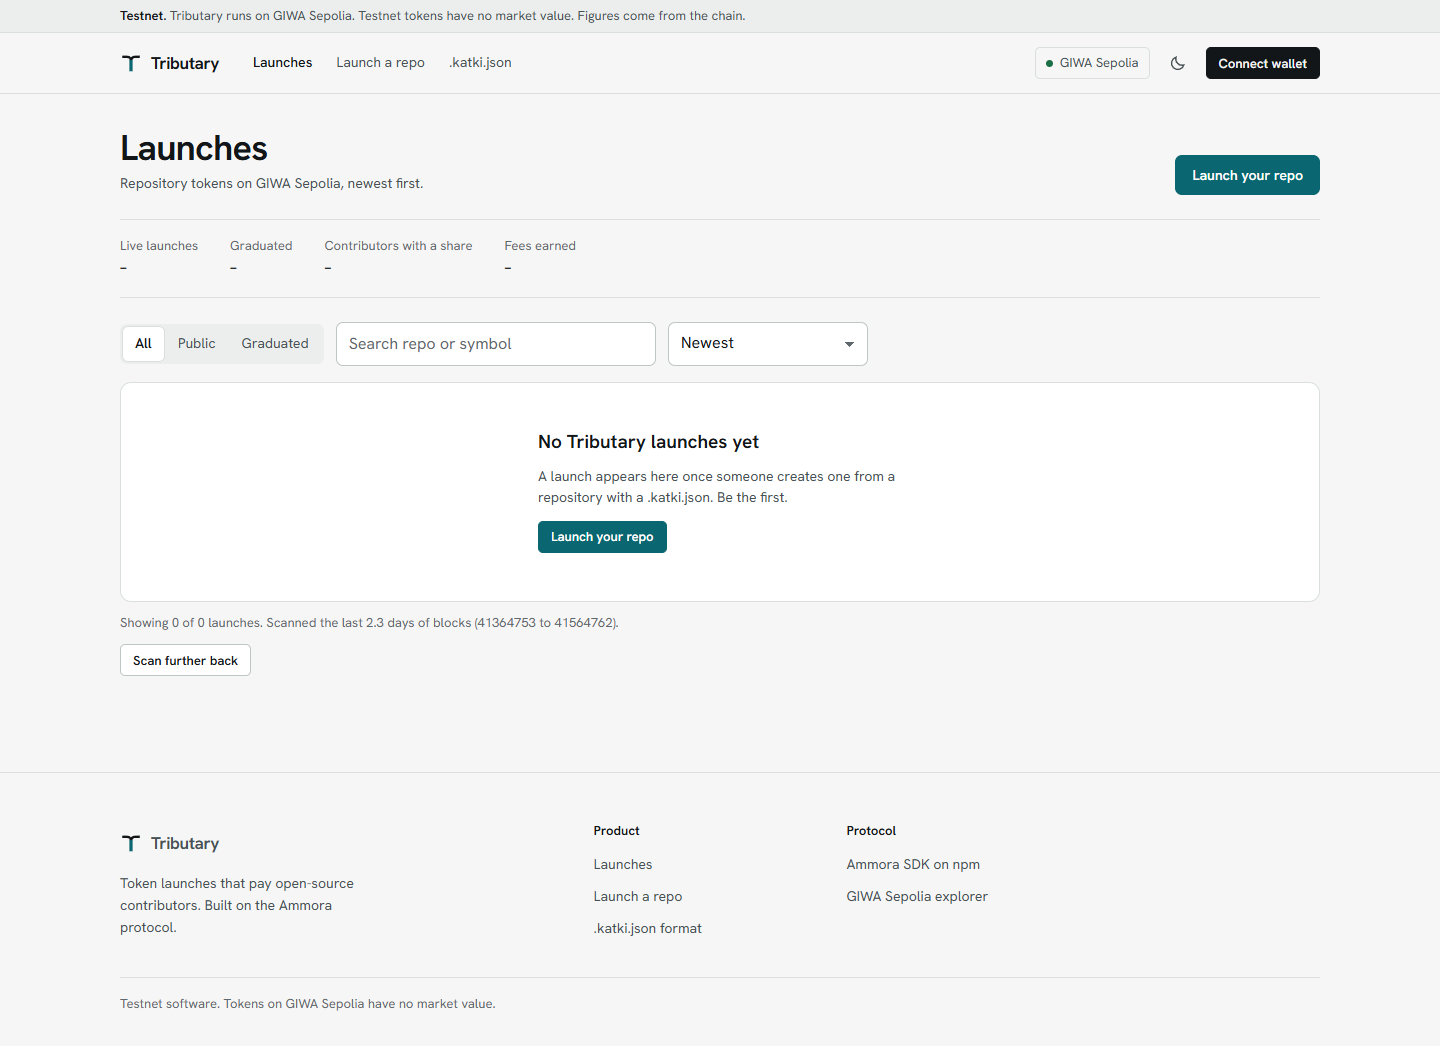 Testnet. Tributary runs on GIWA Sepolia. Testnet tokens have no market value. Figures come from the chain.
Tributary
Launches
Launch a repo
.katki.json
GIWA Sepolia
Connect wallet
Launches
Repository tokens on GIWA Sepolia, newest first.
Launch your repo
Live launches
Graduated
Contributors with a share
Fees earned
–
–
–
–
All
Public
Graduated
Search repo or symbol
Newest
No Tributary launches yet
A launch appears here once someone creates one from a
repository with a .katki.json. Be the first.
Launch your repo
Showing 0 of 0 launches. Scanned the last 2.3 days of blocks (41364753 to 41564762).
Scan further back
Tributary
Token launches that pay open-source
contributors. Built on the Ammora
protocol.
Product
Launches
Launch a repo
.katki.json format
Protocol
Ammora SDK on npm
GIWA Sepolia explorer
Testnet software. Tokens on GIWA Sepolia have no market value.